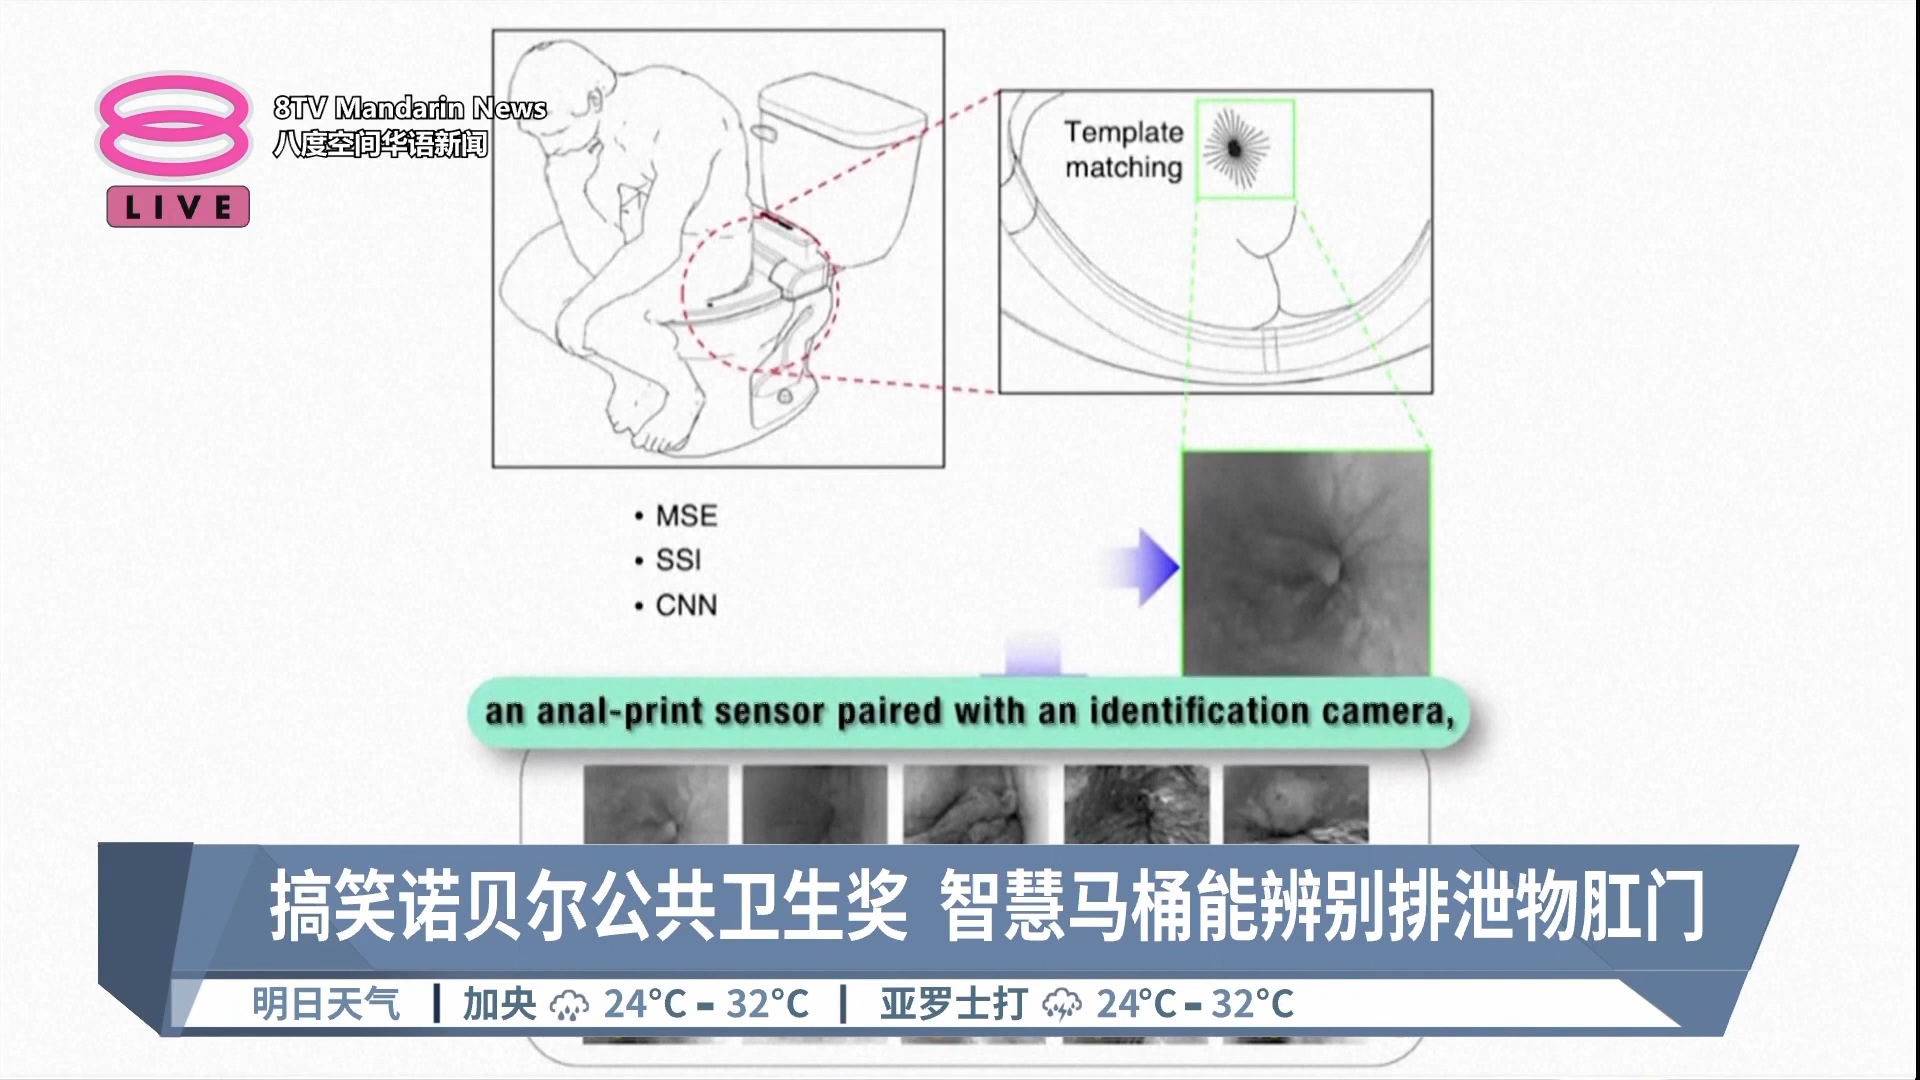 8TV Mandarin News
八度空间华语新闻
LIVE
Template
matching
• MSE
• SSI
• CNN
an anal-print sensor paired with an identification camera,
搞笑诺贝尔公共卫生奖 智慧马桶能辨别排泄物肛门
明日天气 | 加央 24°C - 32°C | 亚罗士打 24°C - 32°C